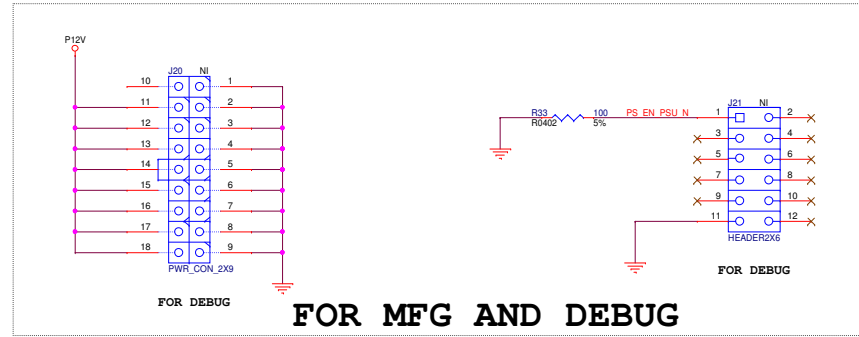 P12V
J20 NI
10 1
11 2
12 3
13 4
14 5
15 6
16 7
17 8
18 9
PWR_CON_2X9
FOR DEBUG
R33 100 PS_EN_PSU_N
R0402 5%
J21 NI
1 2
3 4
5 6
7 8
9 10
11 12
HEADER2X6
FOR DEBUG
FOR MFG AND DEBUG